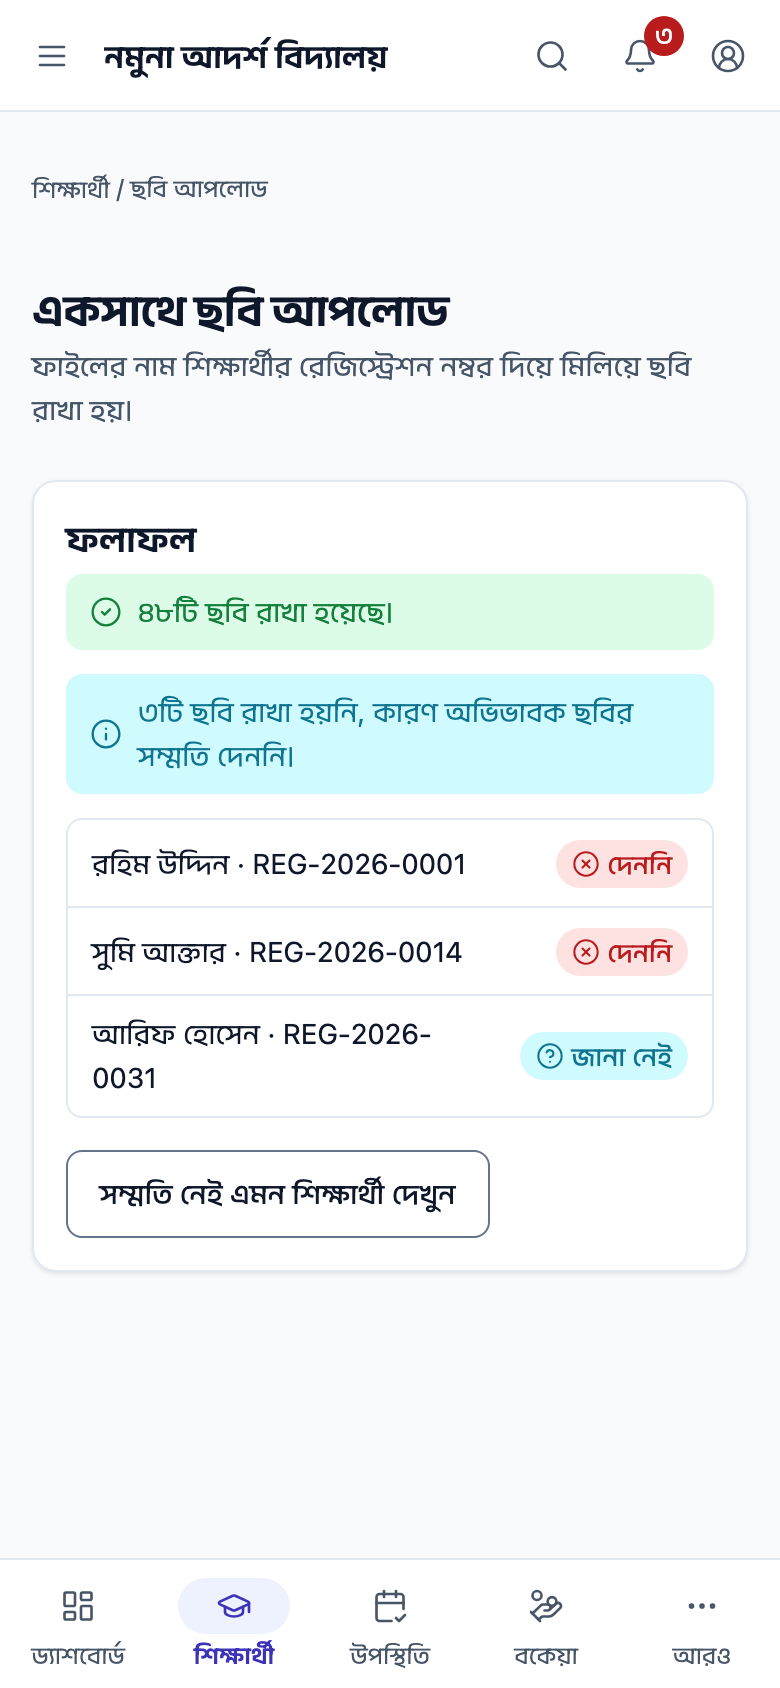 নমুনা আদর্শ বিদ্যালয়
৩
শিক্ষার্থী / ছবি আপলোড
একসাথে ছবি আপলোড
ফাইলের নাম শিক্ষার্থীর রেজিস্ট্রেশন নম্বর দিয়ে মিলিয়ে ছবি
রাখা হয়।
ফলাফল
৪৮টি ছবি রাখা হয়েছে।
৩টি ছবি রাখা হয়নি, কারণ অভিভাবক ছবির
সম্মতি দেননি।
রহিম উদ্দিন · REG-2026-0001
দেননি
সুমি আক্তার · REG-2026-0014
দেননি
আরিফ হোসেন · REG-2026-
0031
জানা নেই
সম্মতি নেই এমন শিক্ষার্থী দেখুন
ড্যাশবোর্ড
শিক্ষার্থী
উপস্থিতি
বকেয়া
আরও